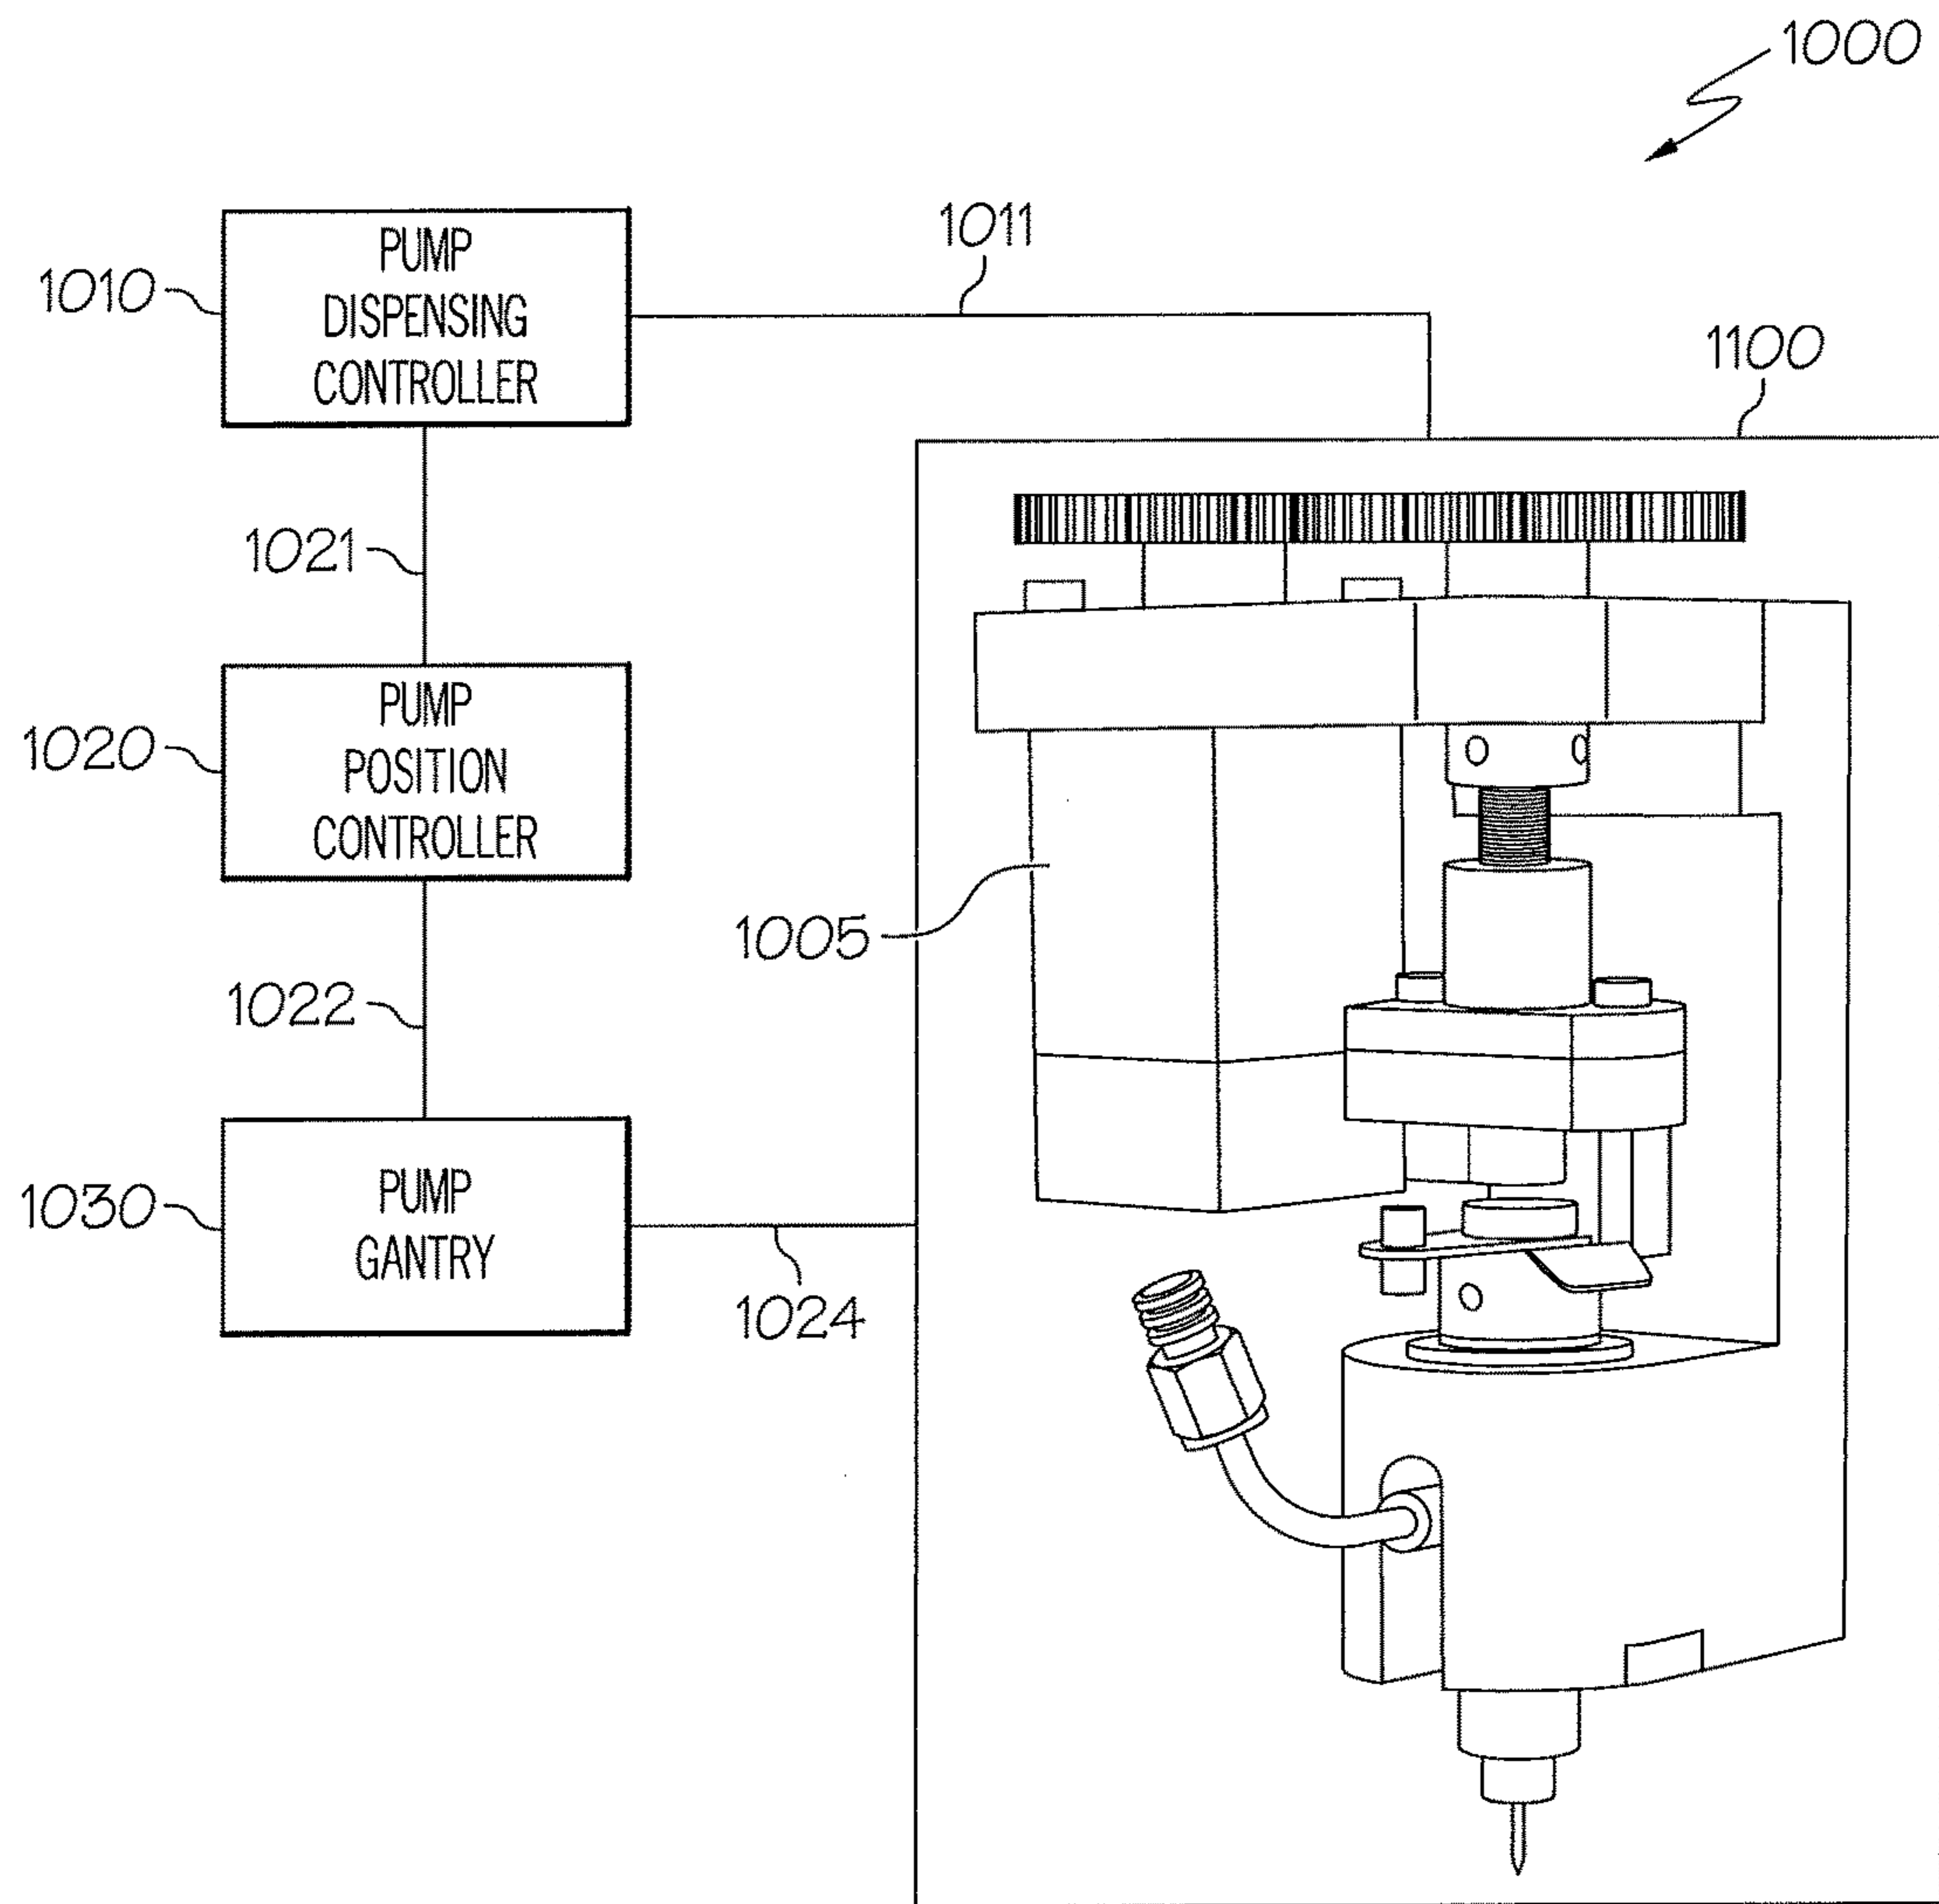 1000
1011
PUMP
DISPENSING
CONTROLLER
1010
1100
1021
PUMP
POSITION
CONTROLLER
1020
1005
1022
PUMP
GANTRY
1030
1024